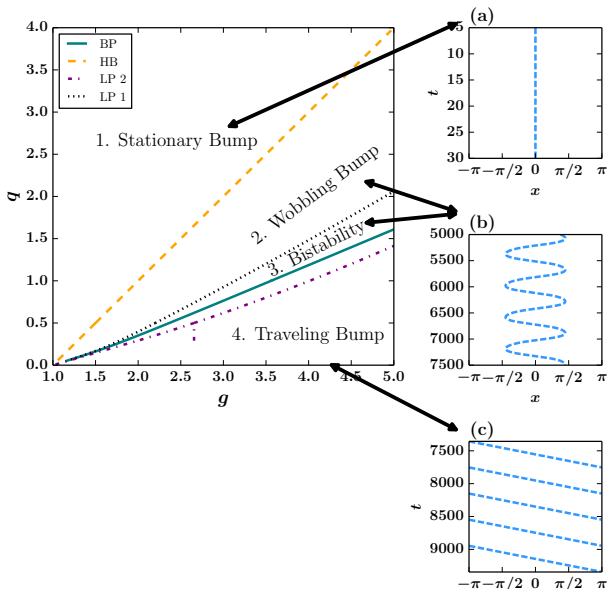 4.0
3.5
3.0
2.5
2.0
1.5
1.0
0.5
0.0
q
BP
HB
LP 2
LP 1
1. Stationary Bump
2. Wobbling Bump
3. Bistability
4. Traveling Bump
1.0 1.5 2.0 2.5 3.0 3.5 4.0 4.5 5.0
g
(a)
5
10
15
20
25
30
t
−π −π/2 0 π/2 π
x
(b)
5000
5500
6000
6500
7000
7500
−π −π/2 0 π/2 π
x
(c)
7500
8000
8500
9000
t
−π −π/2 0 π/2 π
x